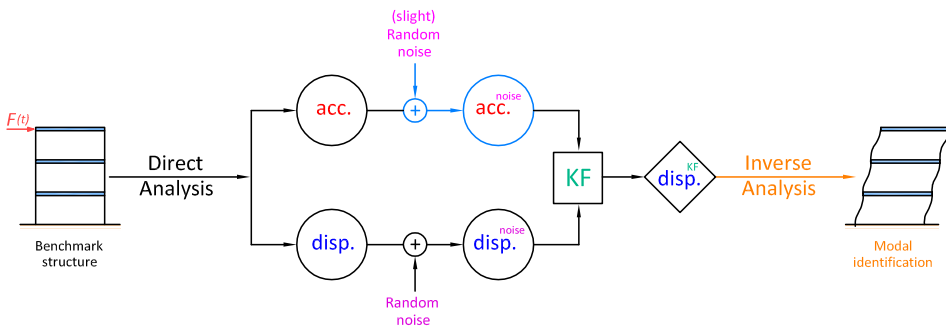 (slight)
Random
noise
acc.
+
acc.noise
F(t)
Direct
Analysis
KF
disp.KF
Inverse
Analysis
disp.
+
disp.noise
Benchmark
structure
Modal
identification
Random
noise